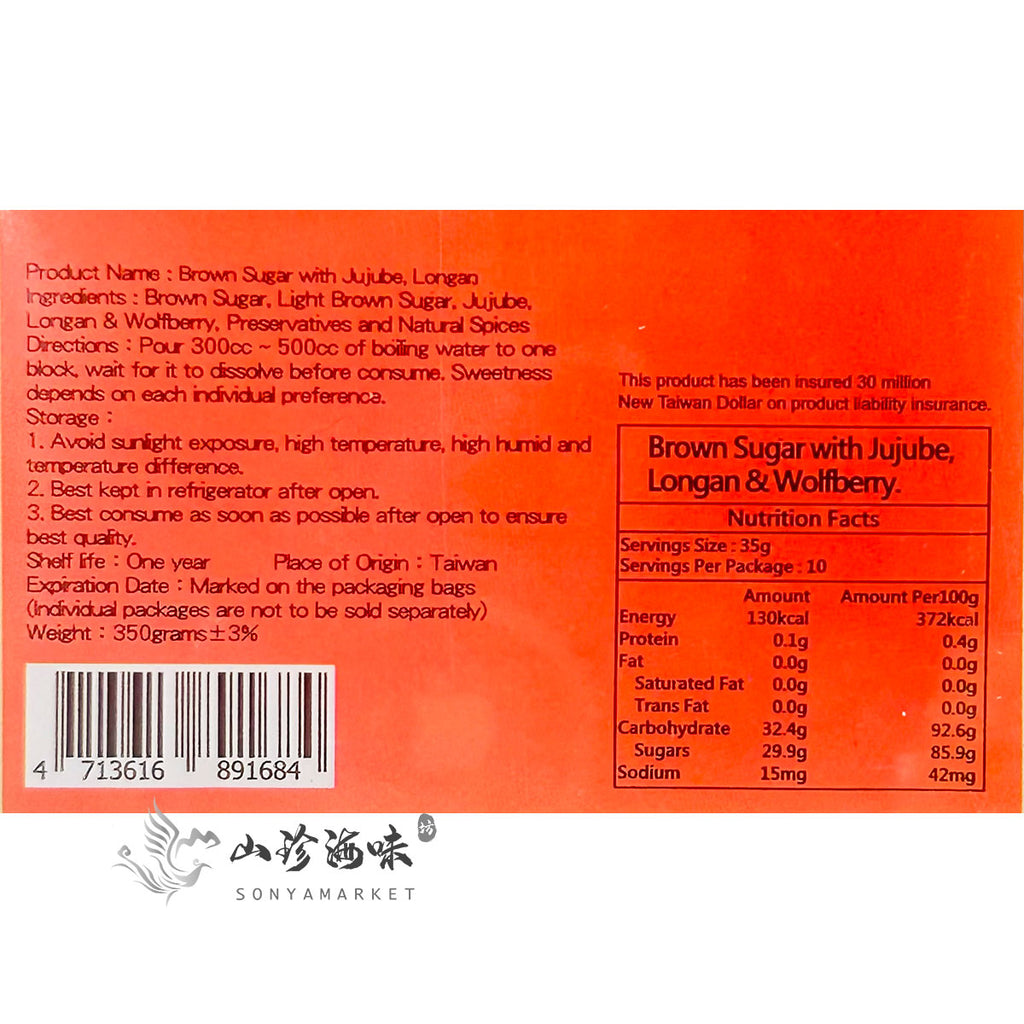 Product Name : Brown Sugar with Jujube, Longan
Ingredients : Brown Sugar, Light Brown Sugar, Jujube,
Longan & Wolfberry, Preservatives and Natural Spices
Directions : Pour 300cc ~ 500cc of boiling water to one
block, wait for it to dissolve before consume. Sweetness
depends on each individual preference.
Storage :
1. Avoid sunlight exposure, high temperature, high humid and
temperature difference.
2. Best kept in refrigerator after open.
3. Best consume as soon as possible after open to ensure
best quality.
Shelf life : One year Place of Origin : Taiwan
Expiration Date : Marked on the packaging bags
(Individual packages are not to be sold separately)
Weight : 350grams±3%
4 713616 891684
This product has been insured 30 million
New Taiwan Dollar on product liability insurance.
Brown Sugar with Jujube,
Longan & Wolfberry.
Nutrition Facts
Servings Size : 35g
Servings Per Package : 10
Amount Amount Per100g
Energy 130kcal 372kcal
Protein 0.1g 0.4g
Fat 0.0g 0.0g
Saturated Fat 0.0g 0.0g
Trans Fat 0.0g 0.0g
Carbohydrate 32.4g 92.6g
Sugars 29.9g 85.9g
Sodium 15mg 42mg
山珍海味坊
SONYAMARKET